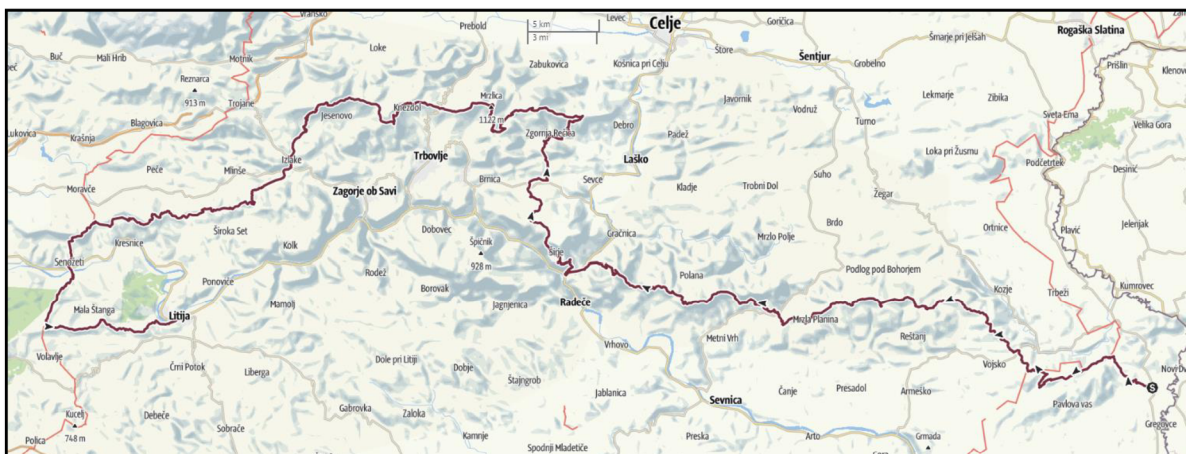 Vransko
Prebold
5 km
3 mi
Levec
Celje
Goričica
Šmarje pri Jelšah
Rogaška Slatina
Buč
Mali Hrib
Motnik
Loke
Zabukovica
Košnica pri Celju
Štore
Šentjur
Grobelno
Prišlin
Klenovec
Reznarca
913 m
Trojane
Jesenovo
Knezdol
Mrzlica
1122 m
Javornik
Vodruž
Lekmarje
Zibika
Sveta Ema
Velika Gora
Lukovica
Krašnja
Blagovica
Zgornja Rečija
Debro
Padež
Turno
Loka pri Žusmu
Podčetrtek
Desinić
Peče
Minše
Izlake
Trbovlje
Brnica
Laško
Sevce
Kladje
Trobni Dol
Suho
Žegar
Moravče
Zagorje ob Savi
Ortnice
Plavić
Jelenjak
Kresnice
Široka Set
Kolk
Dobovec
Špičnik
928 m
Gračnica
Mrzlo Polje
Brdo
Senožeti
Ponoviče
Rodež
Borovak
Širje
Polana
Podlog pod Bohorjem
Kozje
Trbeži
Kumrovec
Mala Štanga
Litija
Mamolj
Jagnjenica
Radeče
Mrzla Planina
Volavlje
Vrhovo
Metni Vrh
Reštanj
Vojsko
Črni Potok
Liberga
Dole pri Litiji
Dobje
Štajngrob
Jablanica
Sevnica
Čanje
Presadol
Armeško
Pavlova vas
S
Kucelj
748 m
Debeče
Gabrovka
Zaloka
Gregovce
Polica
Sobrače
Kamnje
Spodnji Mladetiče
Preska
Arto
Grmada